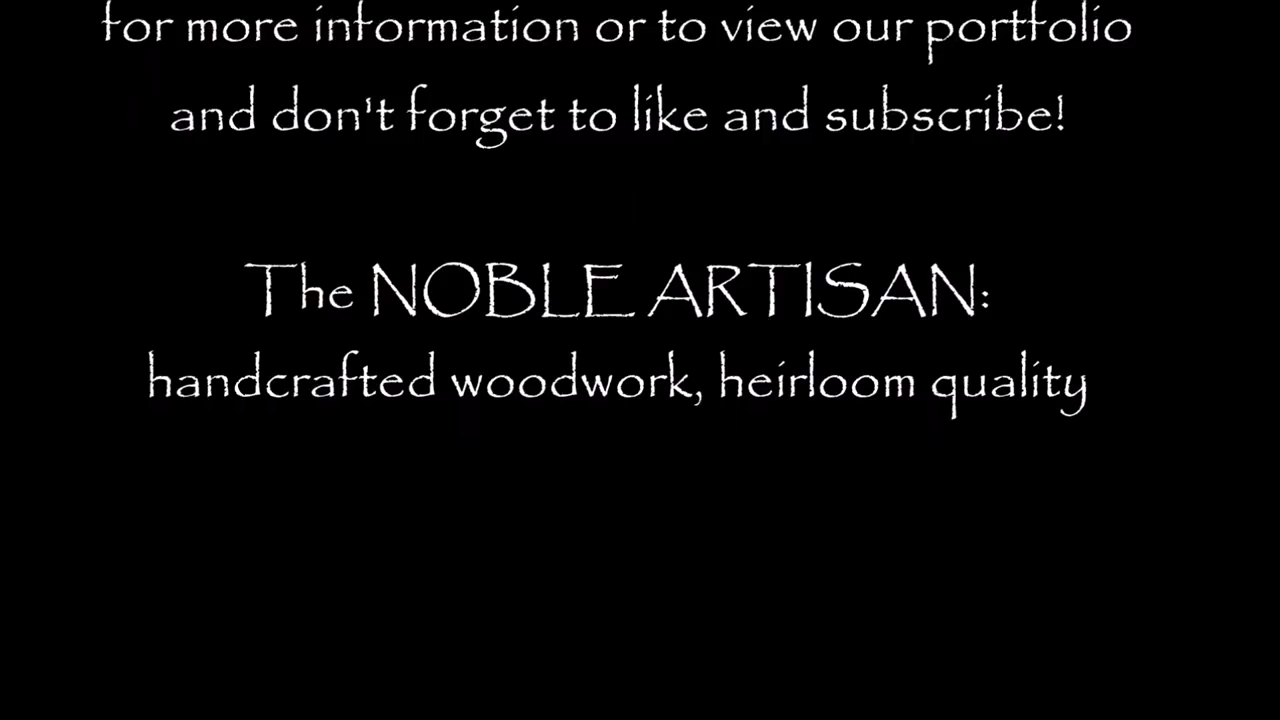 for more information or to view our portfolio
and don't forget to like and subscribe!
The NOBLE ARTISAN:
handcrafted woodwork, heirloom quality